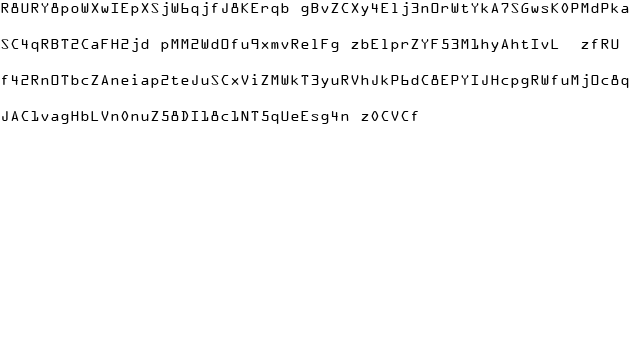 R8URY8poWXwIEpXSjW6qjfJ8KErqb gBvZCXy4Elj3nOrWtYkA7SGwsK0PMdPka
SC4qRBT2CaFH2jd pMM2WdOfu9xmvRelFg zbElprZYF53M1hyAhtIvL  zfRU
f42RnOTbcZAneiap2teJuSCxViZMWkT3yuRVhJkP6dC8EPYIJHcpgRWfuMjOc8q
JAC1vagHbLVn0nuZ58DI18c1NT5qUeEsg4n z0CVCf